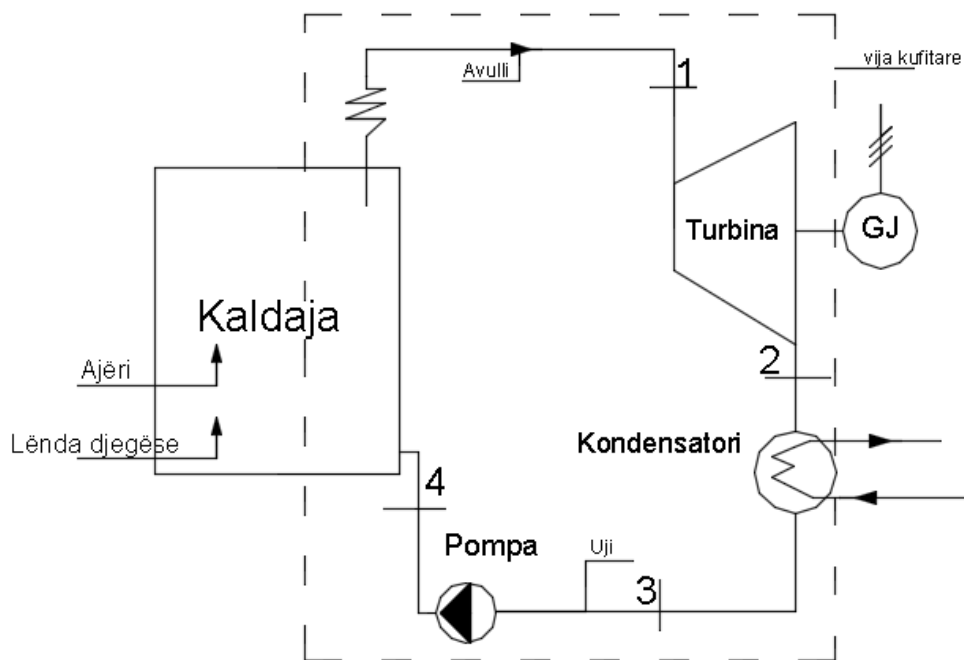 vija kufitare
Avulli
1
Turbina
GJ
Kaldaja
Ajëri
2
Lënda djegëse
Kondensatori
4
Pompa
Uji
3